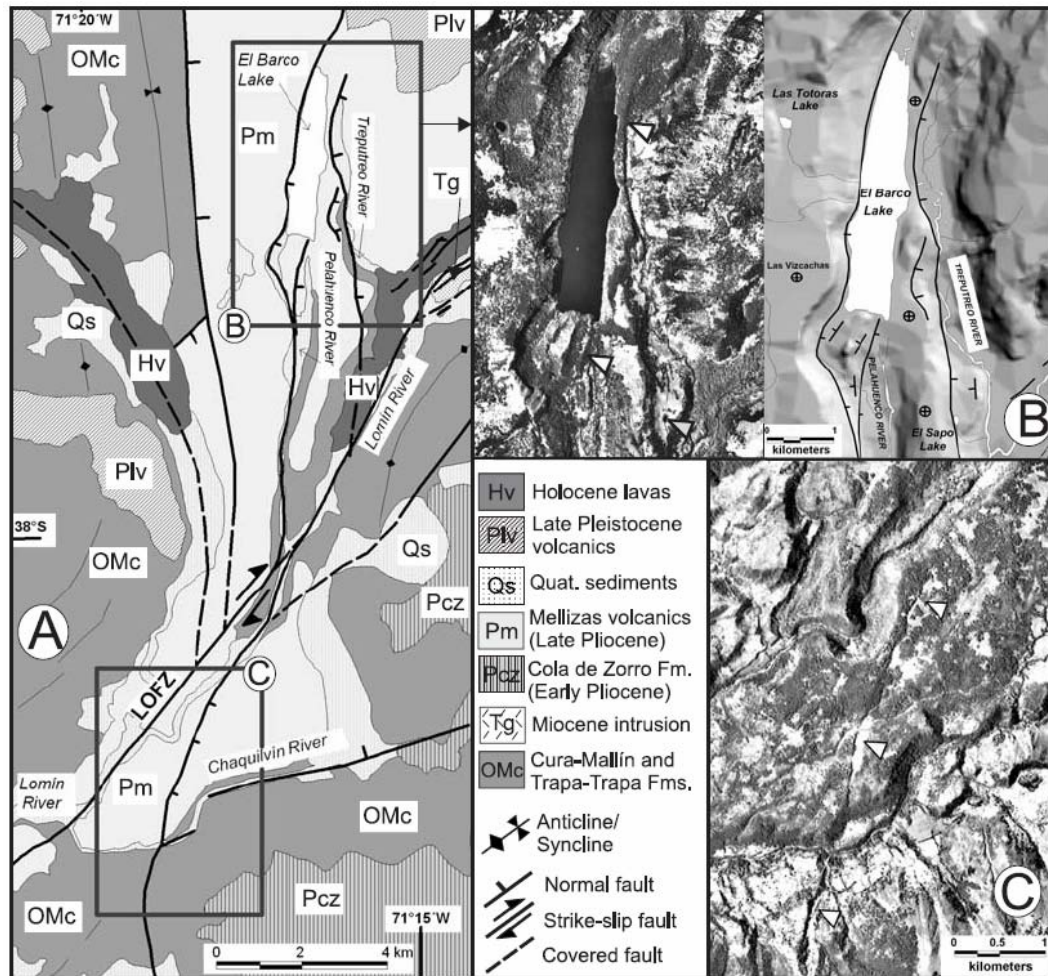 71°20´W
OMc
Plv
El Barco
Lake
Pm
Treputreo River
Tg
Qs
Hv
B
Pelahuenco River
Hv
Lomín River
Plv
38°S
OMc
Qs
Pcz
A
C
LOFZ
Chaquilvin River
Lomín
River
Pm
OMc
OMc
Pcz
71°15´W
0 2 4 km
Las Totoras
Lake
El Barco
Lake
Las Vizcachas
TREPUTREO RIVER
PELAHUENCO RIVER
El Sapo
Lake
0 1
kilometers
B
Hv Holocene lavas
Plv Late Pleistocene
volcanics
Qs Quat. sediments
Pm Mellizas volcanics
(Late Pliocene)
Pcz Cola de Zorro Fm.
(Early Pliocene)
Tg Miocene intrusion
OMc Cura-Mallín and
Trapa-Trapa Fms.
Anticline/
Syncline
Normal fault
Strike-slip fault
Covered fault
C
0 0.5 1
kilometers